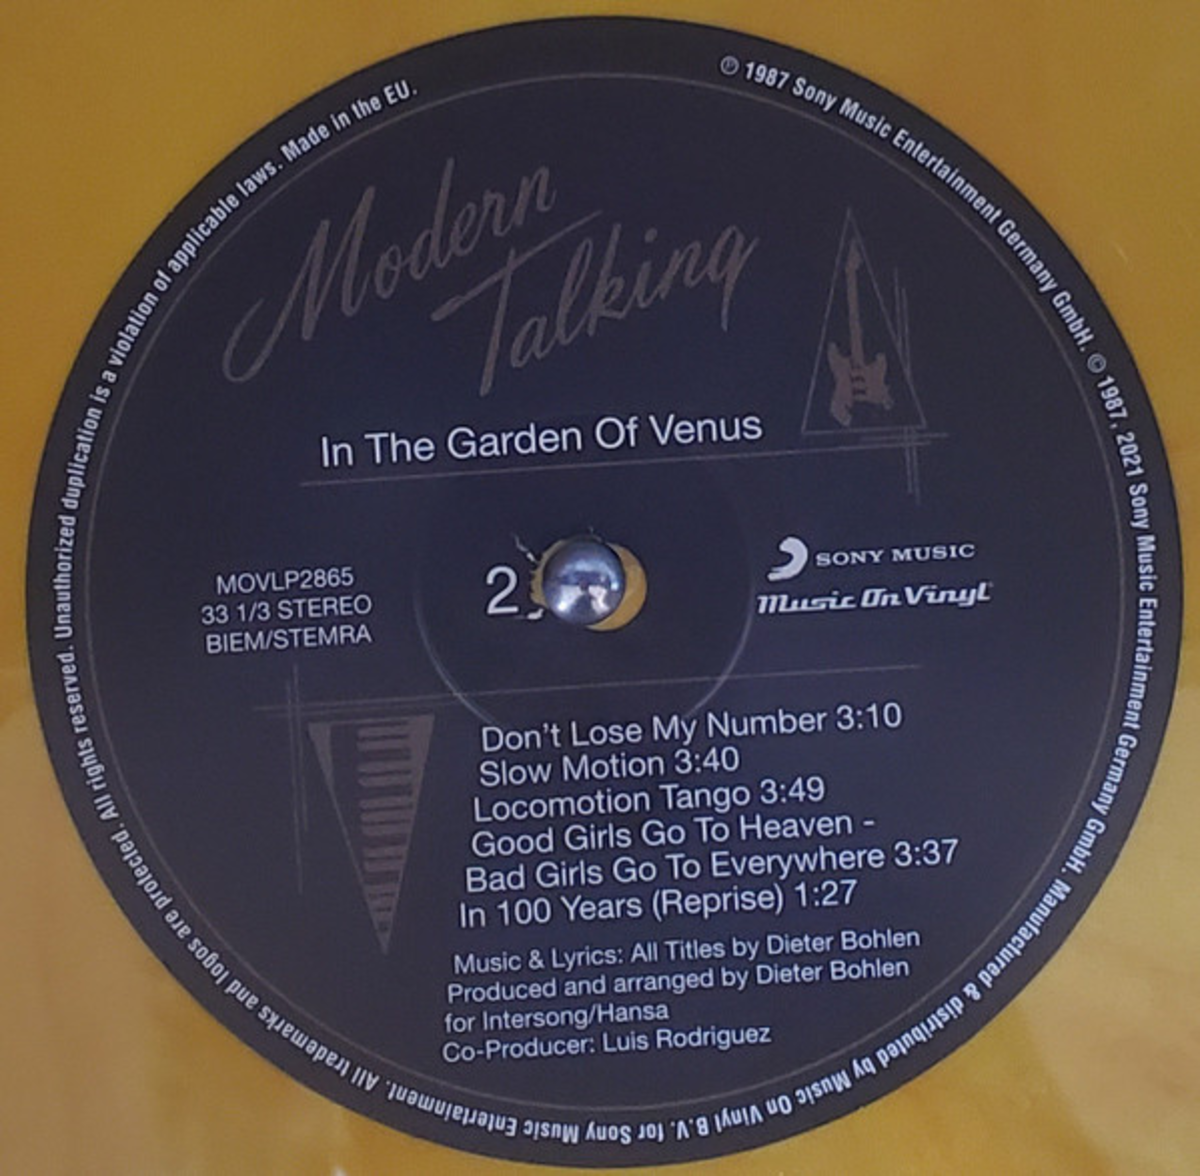 Modern
Talking
In The Garden Of Venus
MOVLP2865
33 1/3 STEREO
BIEM/STEMRA
2
SONY MUSIC
Music On Vinyl
Don't Lose My Number 3:10
Slow Motion 3:40
Locomotion Tango 3:49
Good Girls Go To Heaven -
Bad Girls Go To Everywhere 3:37
In 100 Years (Reprise) 1:27
Music & Lyrics: All Titles by Dieter Bohlen
Produced and arranged by Dieter Bohlen
for Intersong/Hansa
Co-Producer: Luis Rodriguez
℗ 1987 Sony Music Entertainment Germany GmbH. © 1987, 2021 Sony Music Entertainment Germany GmbH. Manufactured & distributed by Music On Vinyl B.V. for Sony Music Entertainment. All trademarks and logos are protected. All rights reserved. Unauthorized duplication is a violation of applicable laws. Made in the EU.